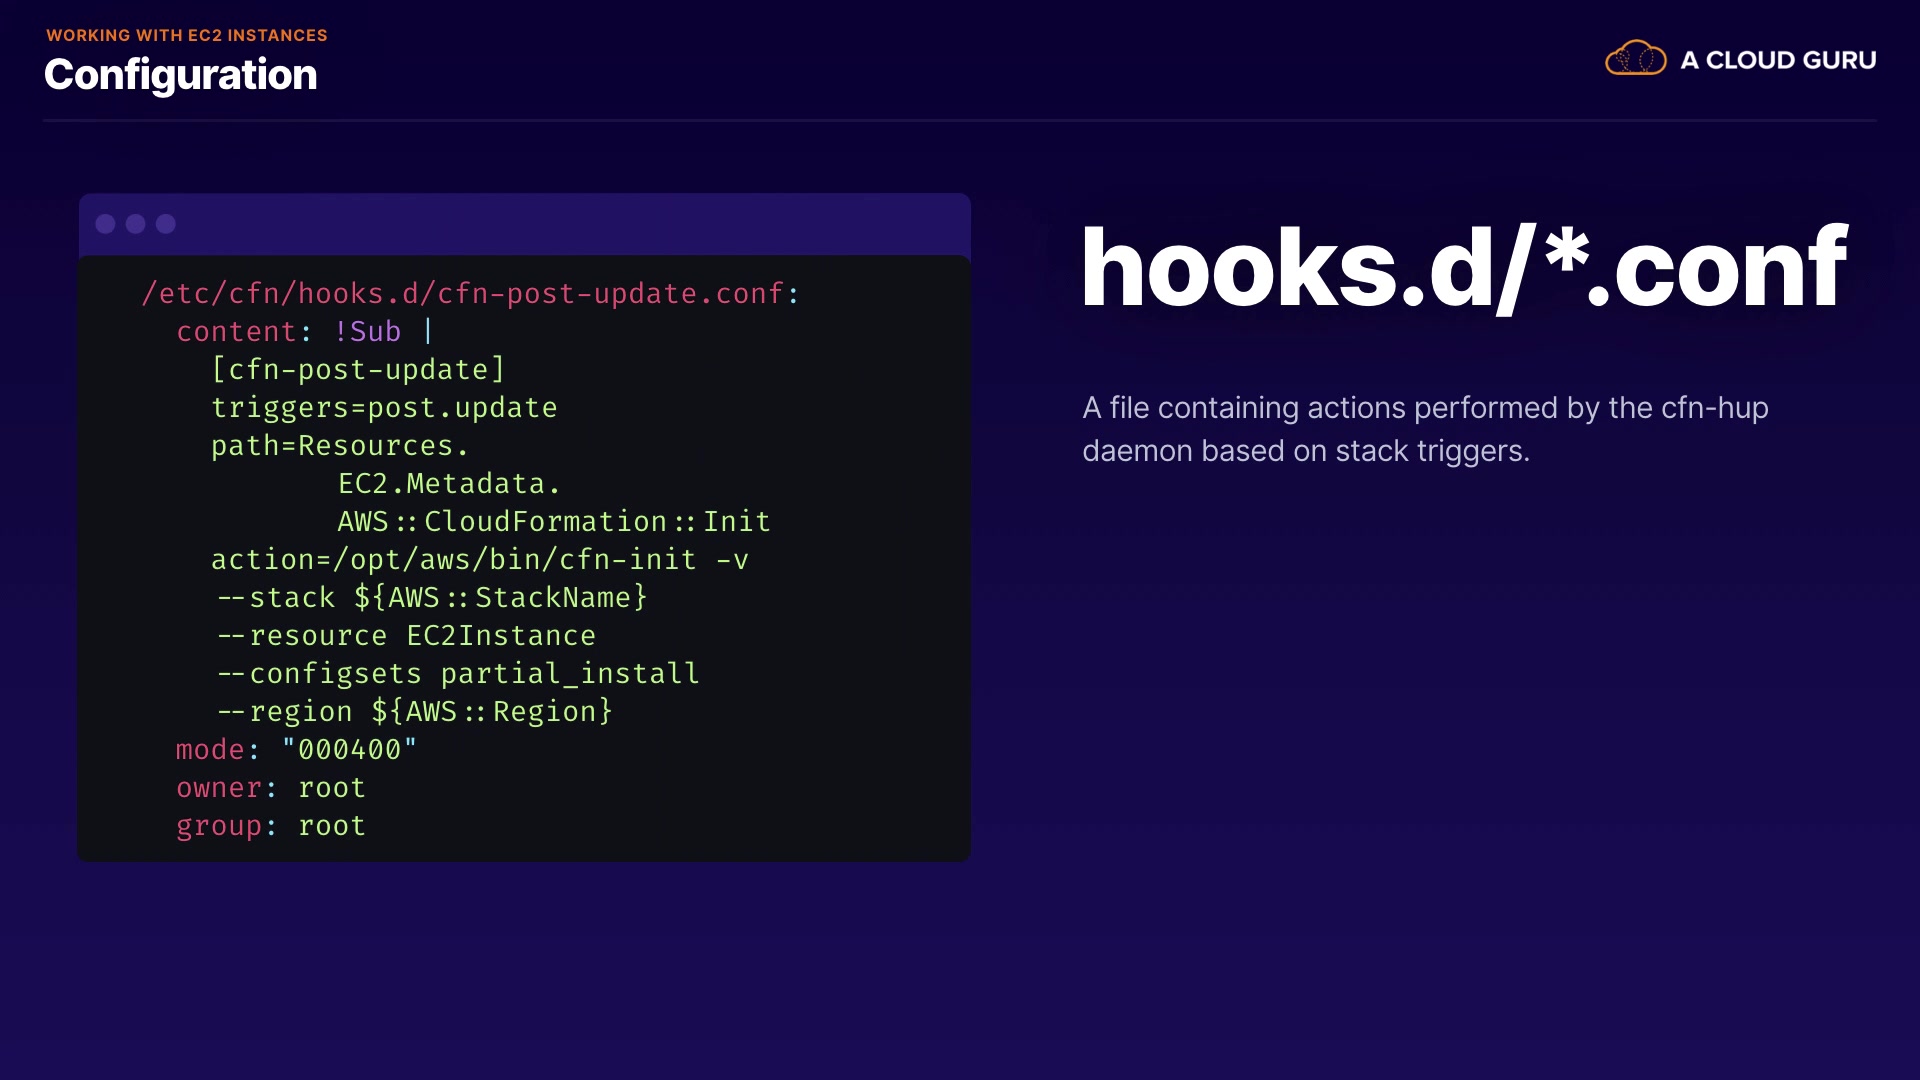 WORKING WITH EC2 INSTANCES
Configuration
A CLOUD GURU
/etc/cfn/hooks.d/cfn-post-update.conf:
content: !Sub |
[cfn-post-update]
triggers=post.update
path=Resources.
EC2.Metadata.
AWS::CloudFormation::Init
action=/opt/aws/bin/cfn-init -v
--stack ${AWS::StackName}
--resource EC2Instance
--configsets partial_install
--region ${AWS::Region}
mode: "000400"
owner: root
group: root
hooks.d/*.conf
A file containing actions performed by the cfn-hup
daemon based on stack triggers.